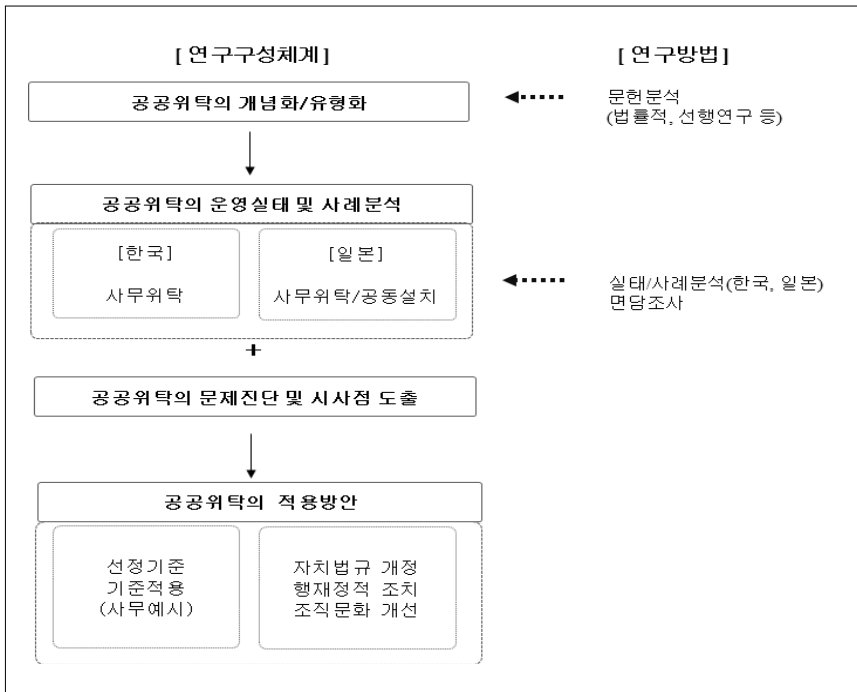 [ 연구구성체계]
[ 연구방법]
공공위탁의 개념화/유형화
문헌분석
(법률적, 선행연구 등)
공공위탁의 운영실태 및 사례분석
[한국]
사무위탁
[일본]
사무위탁/공동설치
실태/사례분석(한국, 일본)
면담조사
+
공공위탁의 문제진단 및 시사점 도출
공공위탁의 적용방안
선정기준
기준적용
(사무예시)
자치법규 개정
행재정적 조치
조직문화 개선